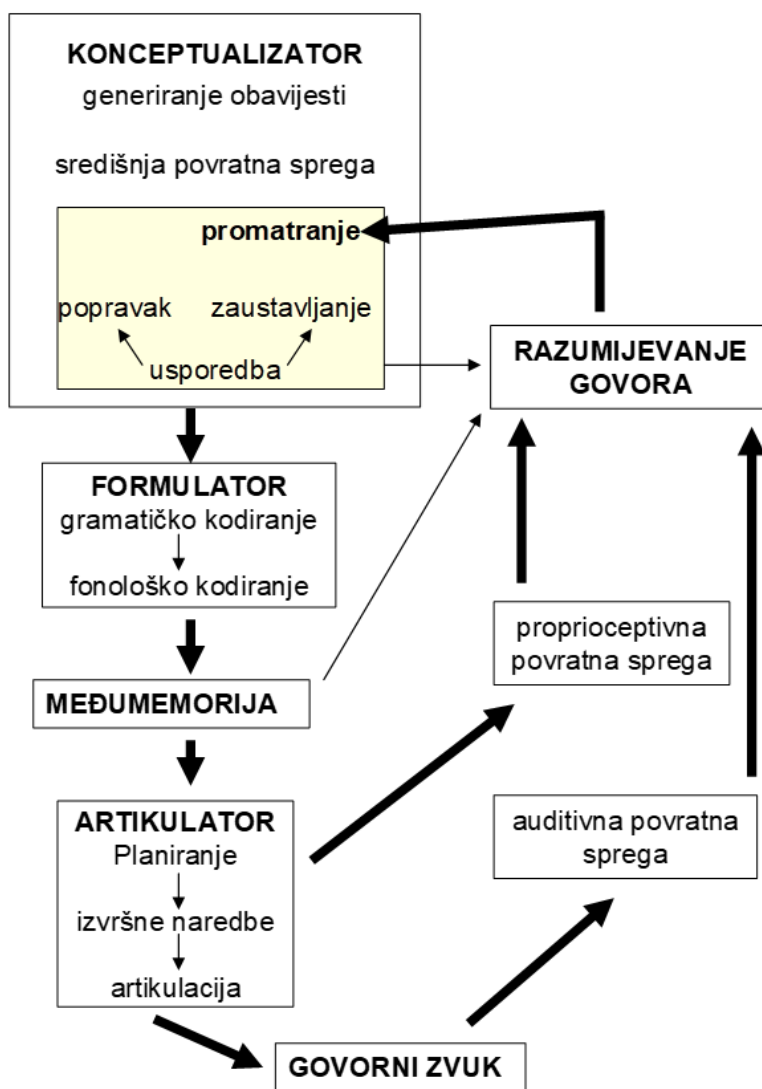 KONCEPTUALIZATOR
generiranje obavijesti
središnja povratna sprega
promatranje
popravak
zaustavljanje
usporedba
RAZUMIJEVANJE
GOVORA
FORMULATOR
gramatičko kodiranje
fonološko kodiranje
proprioceptivna
povratna sprega
MEĐUMEMORIJA
ARTIKULATOR
Planiranje
izvršne naredbe
artikulacija
auditivna povratna
sprega
GOVORNI ZVUK